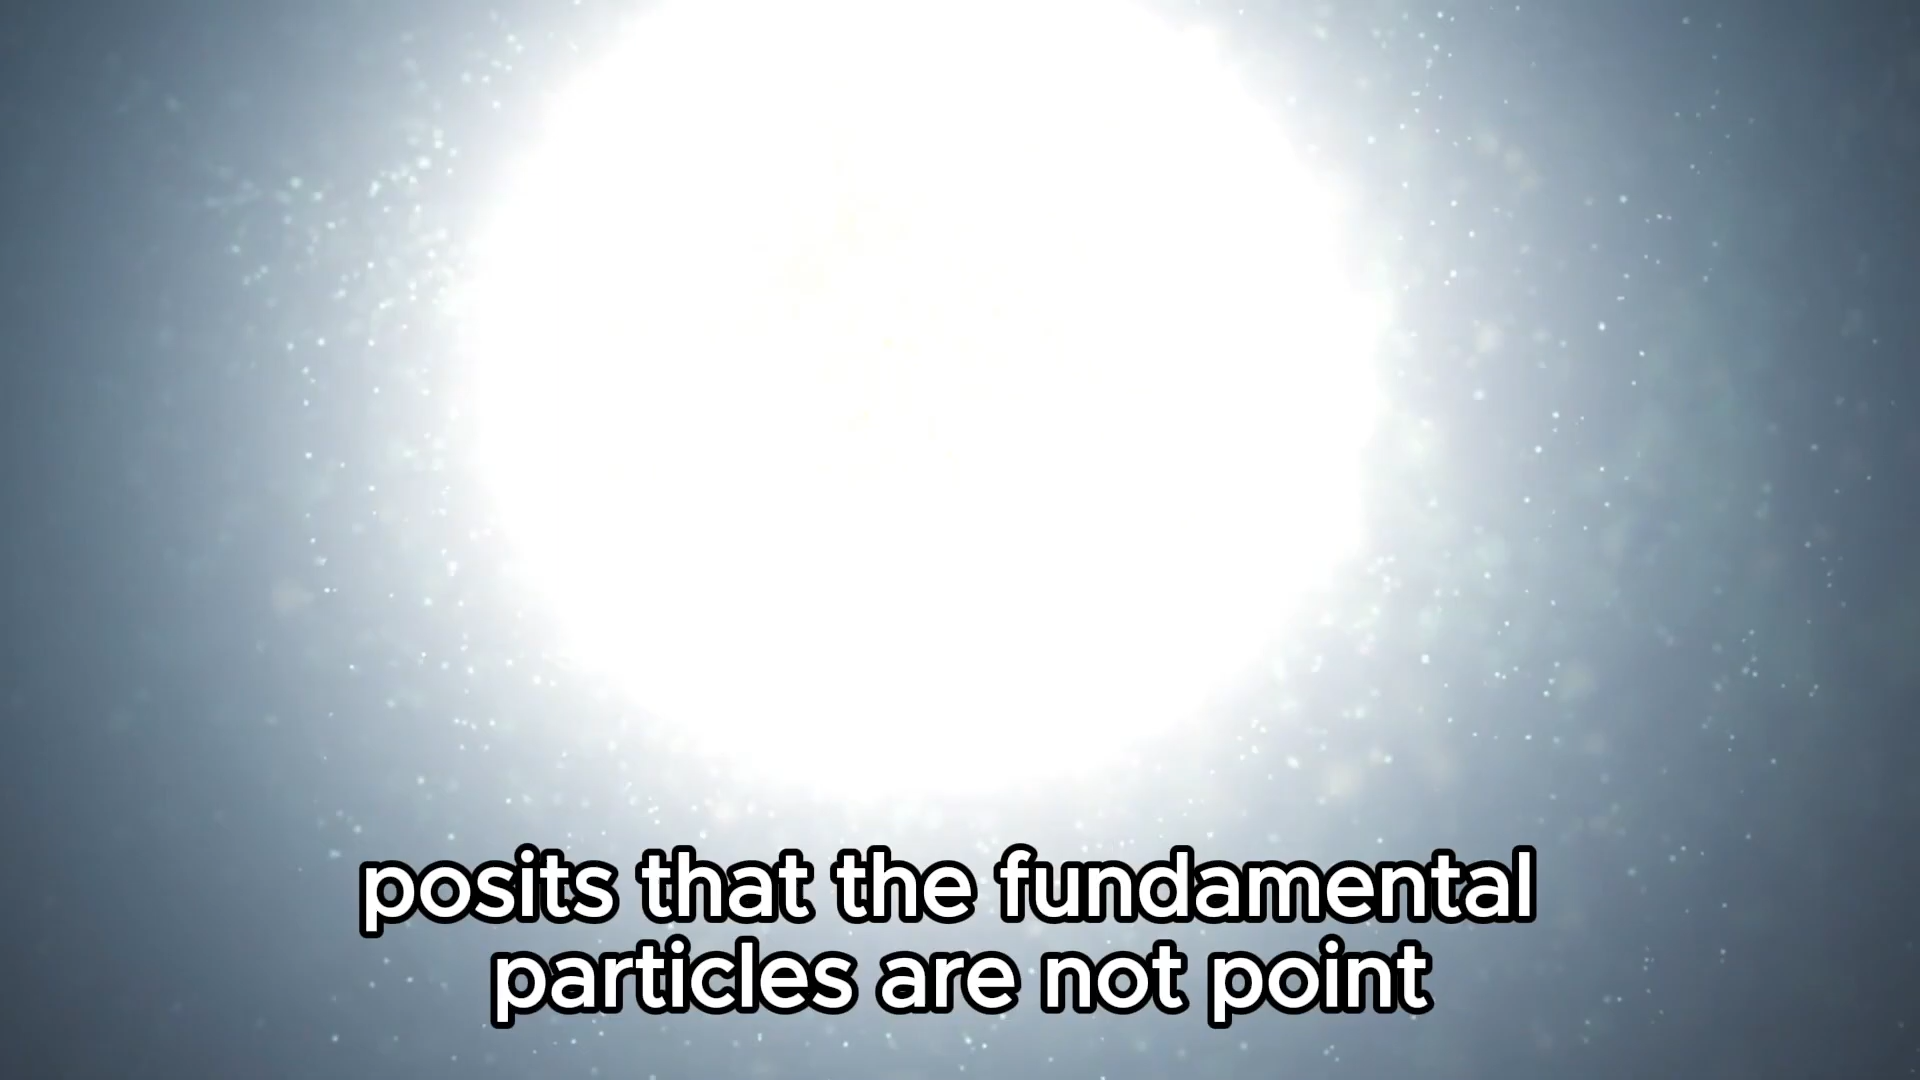 posits that the fundamental
particles are not point